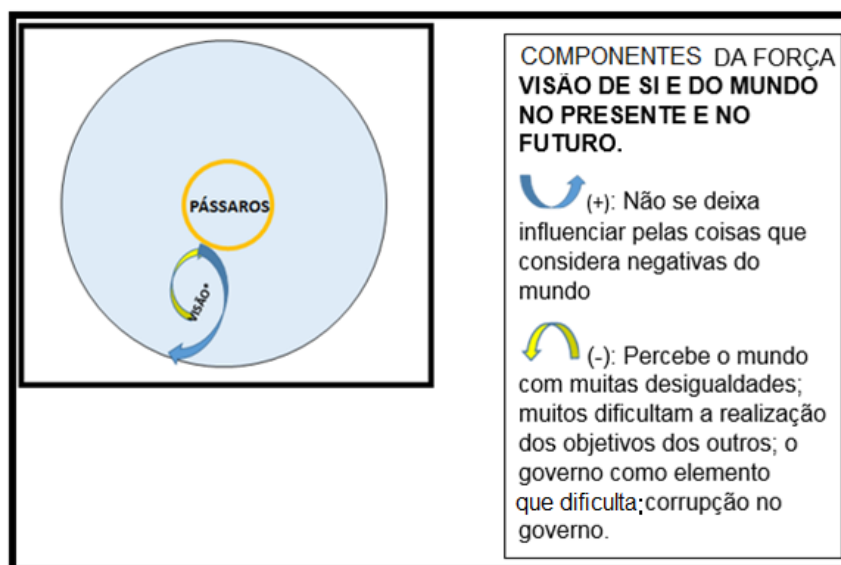 PÁSSAROS
VISÃO*
COMPONENTES DA FORÇA
VISÃO DE SI E DO MUNDO
NO PRESENTE E NO
FUTURO.
(+): Não se deixa
influenciar pelas coisas que
considera negativas do
mundo
(-): Percebe o mundo
com muitas desigualdades;
muitos dificultam a realização
dos objetivos dos outros; o
governo como elemento
que dificulta;corrupção no
governo.